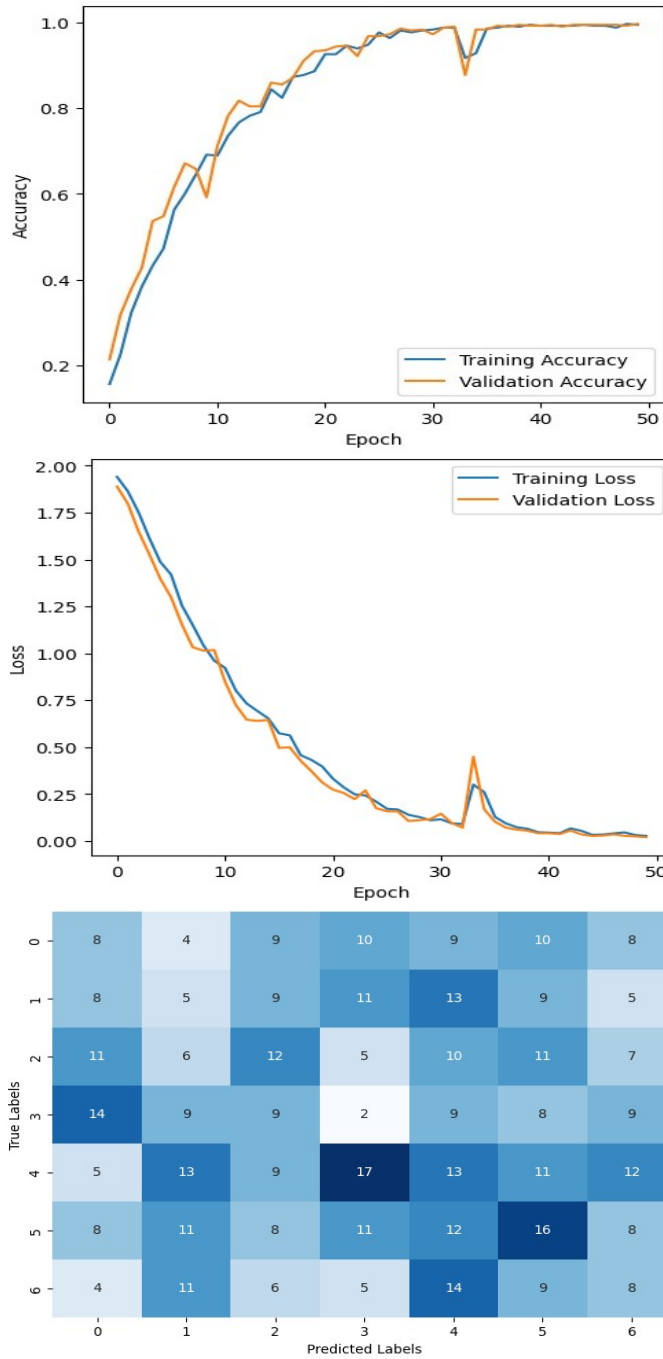 1.0
0.8
0.6
0.4
0.2
Accuracy
Training Accuracy
Validation Accuracy
0 10 20 30 40 50
Epoch
2.00
1.75
1.50
1.25
1.00
0.75
0.50
0.25
0.00
Loss
Training Loss
Validation Loss
0 10 20 30 40 50
Epoch
True Labels
0 8 4 9 10 9 10 8
1 8 5 9 11 13 9 5
2 11 6 12 5 10 11 7
3 14 9 9 2 9 8 9
4 5 13 9 17 13 11 12
5 8 11 8 11 12 16 8
6 4 11 6 5 14 9 8
0 1 2 3 4 5 6
Predicted Labels